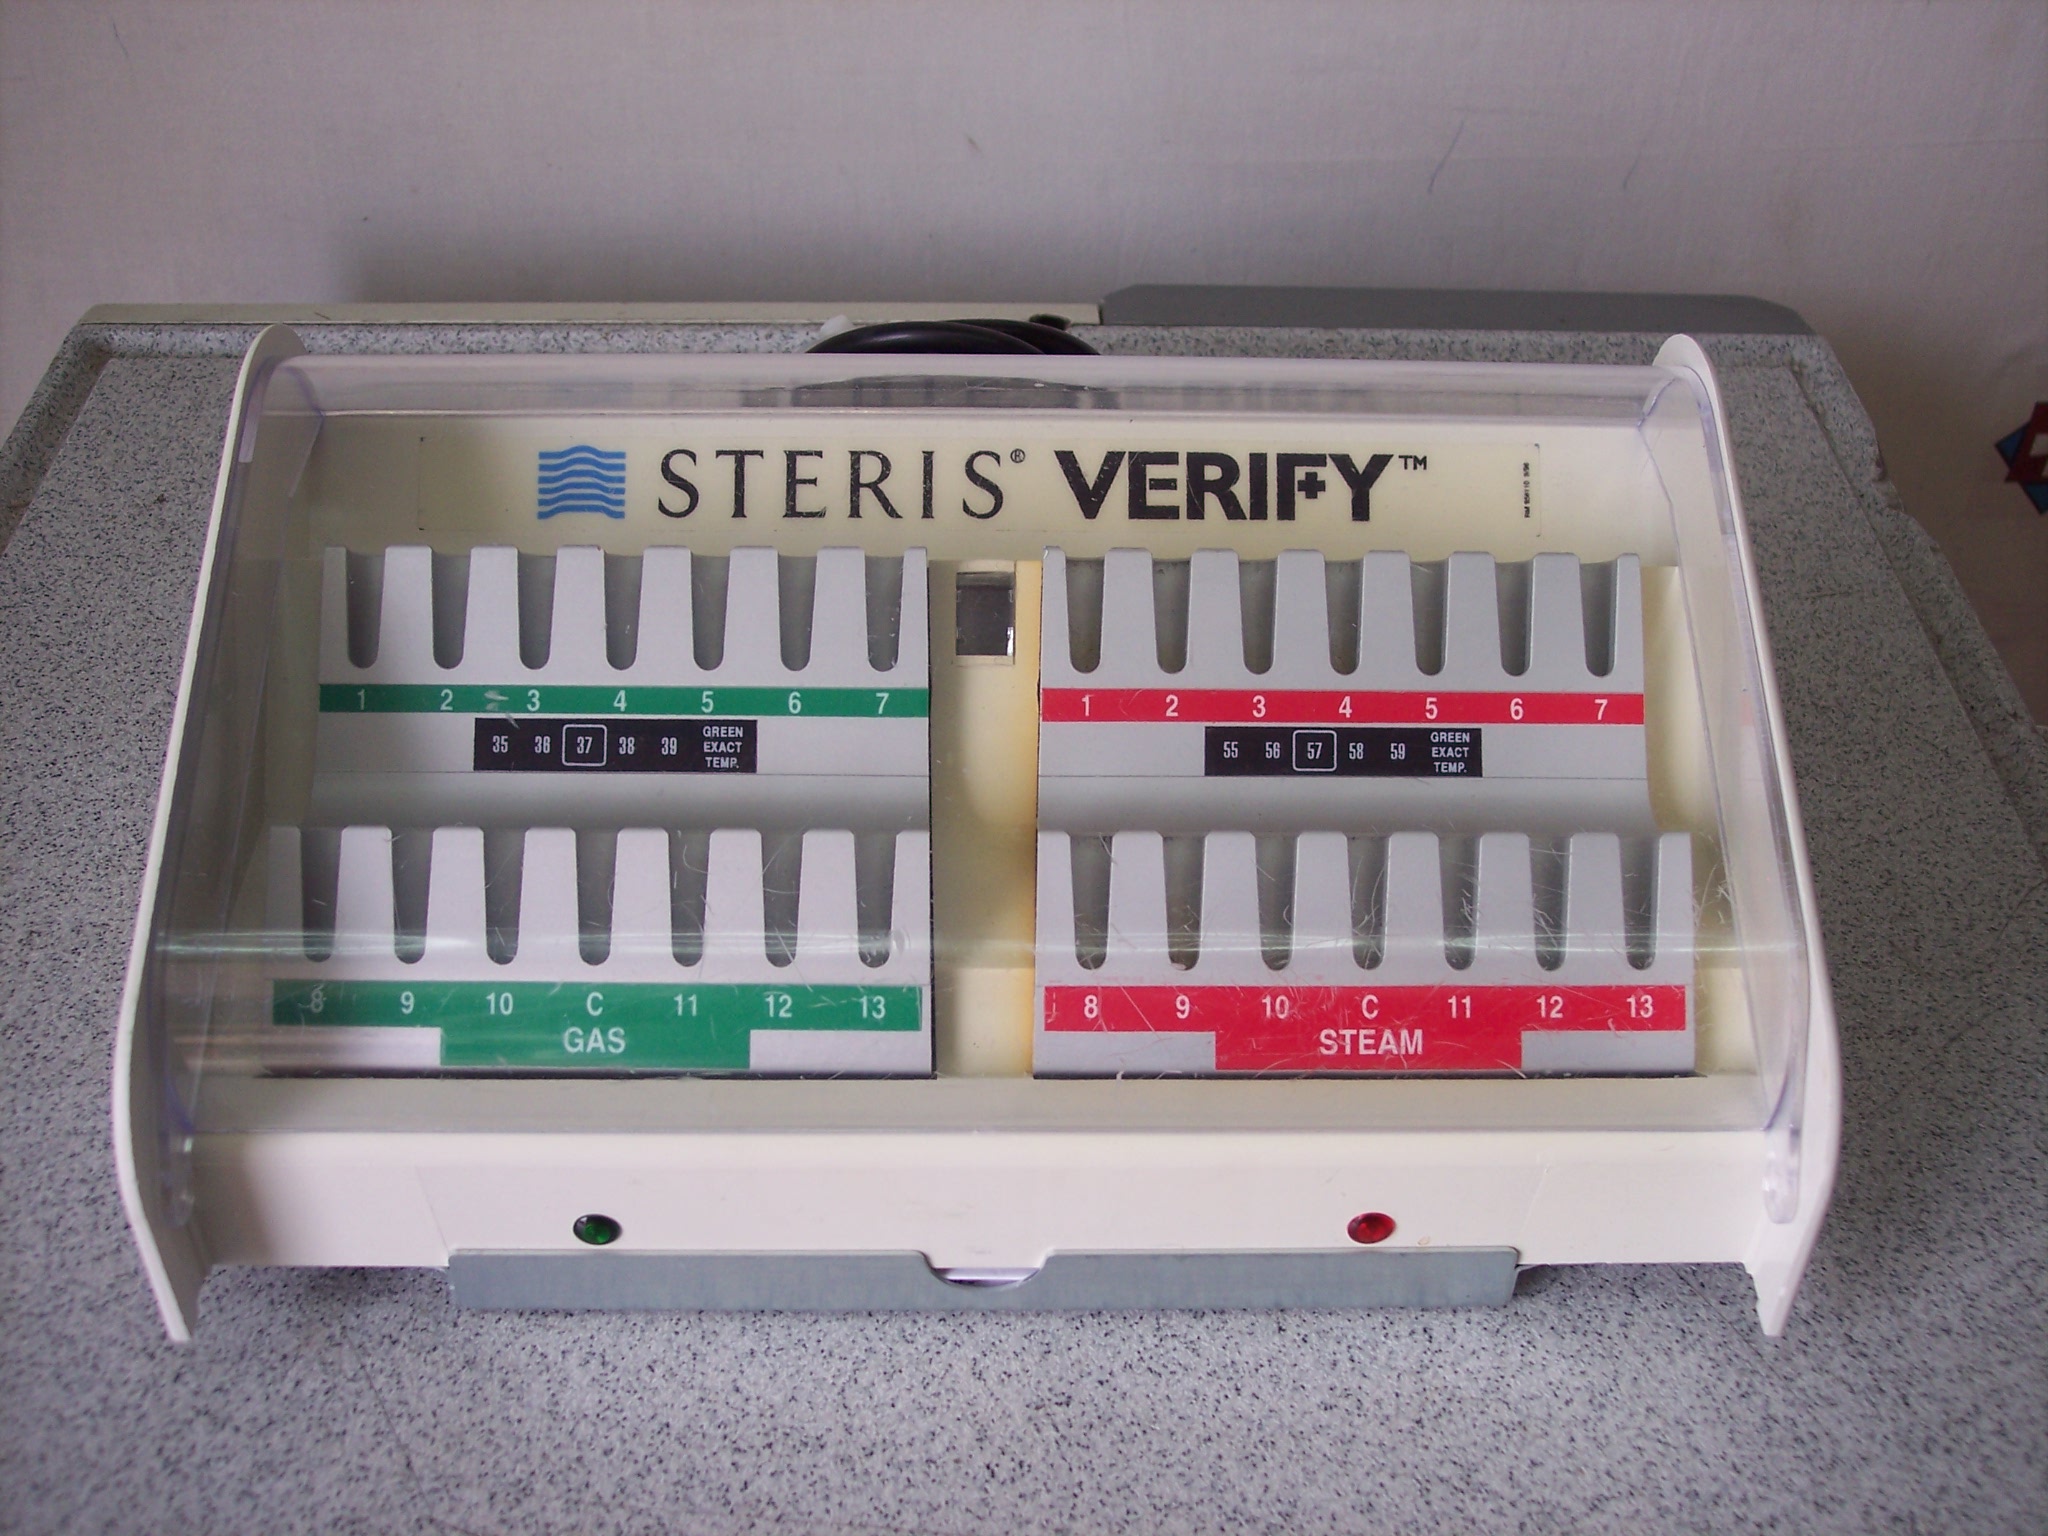 STERIS® VERIFY™
1 2 3 4 5 6 7
35 36 37 38 39
GREEN
EXACT
TEMP.
8 9 10 C 11 12 13
GAS
1 2 3 4 5 6 7
55 56 57 58 59
GREEN
EXACT
TEMP.
8 9 10 C 11 12 13
STEAM